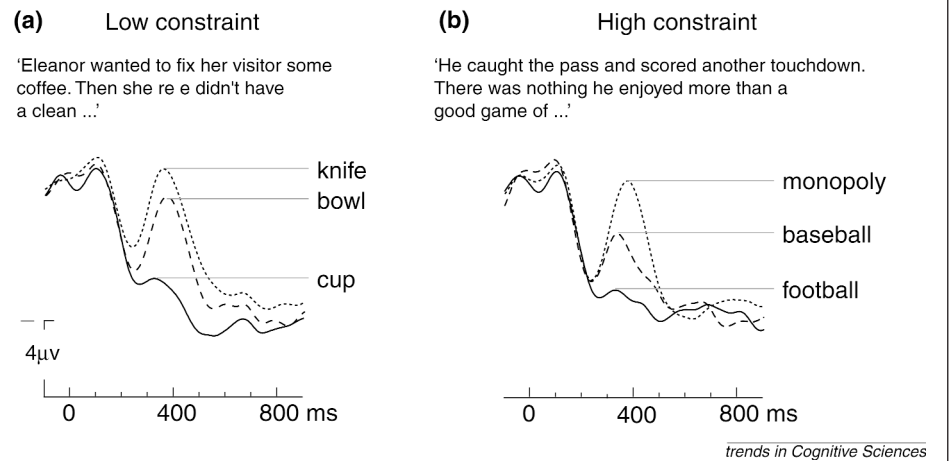 (a) Low constraint
'Eleanor wanted to fix her visitor some
coffee. Then she re e didn't have
a clean ...'
knife
bowl
cup
4μv
0 400 800 ms
(b) High constraint
'He caught the pass and scored another touchdown.
There was nothing he enjoyed more than a
good game of ...'
monopoly
baseball
football
0 400 800 ms
trends in Cognitive Sciences